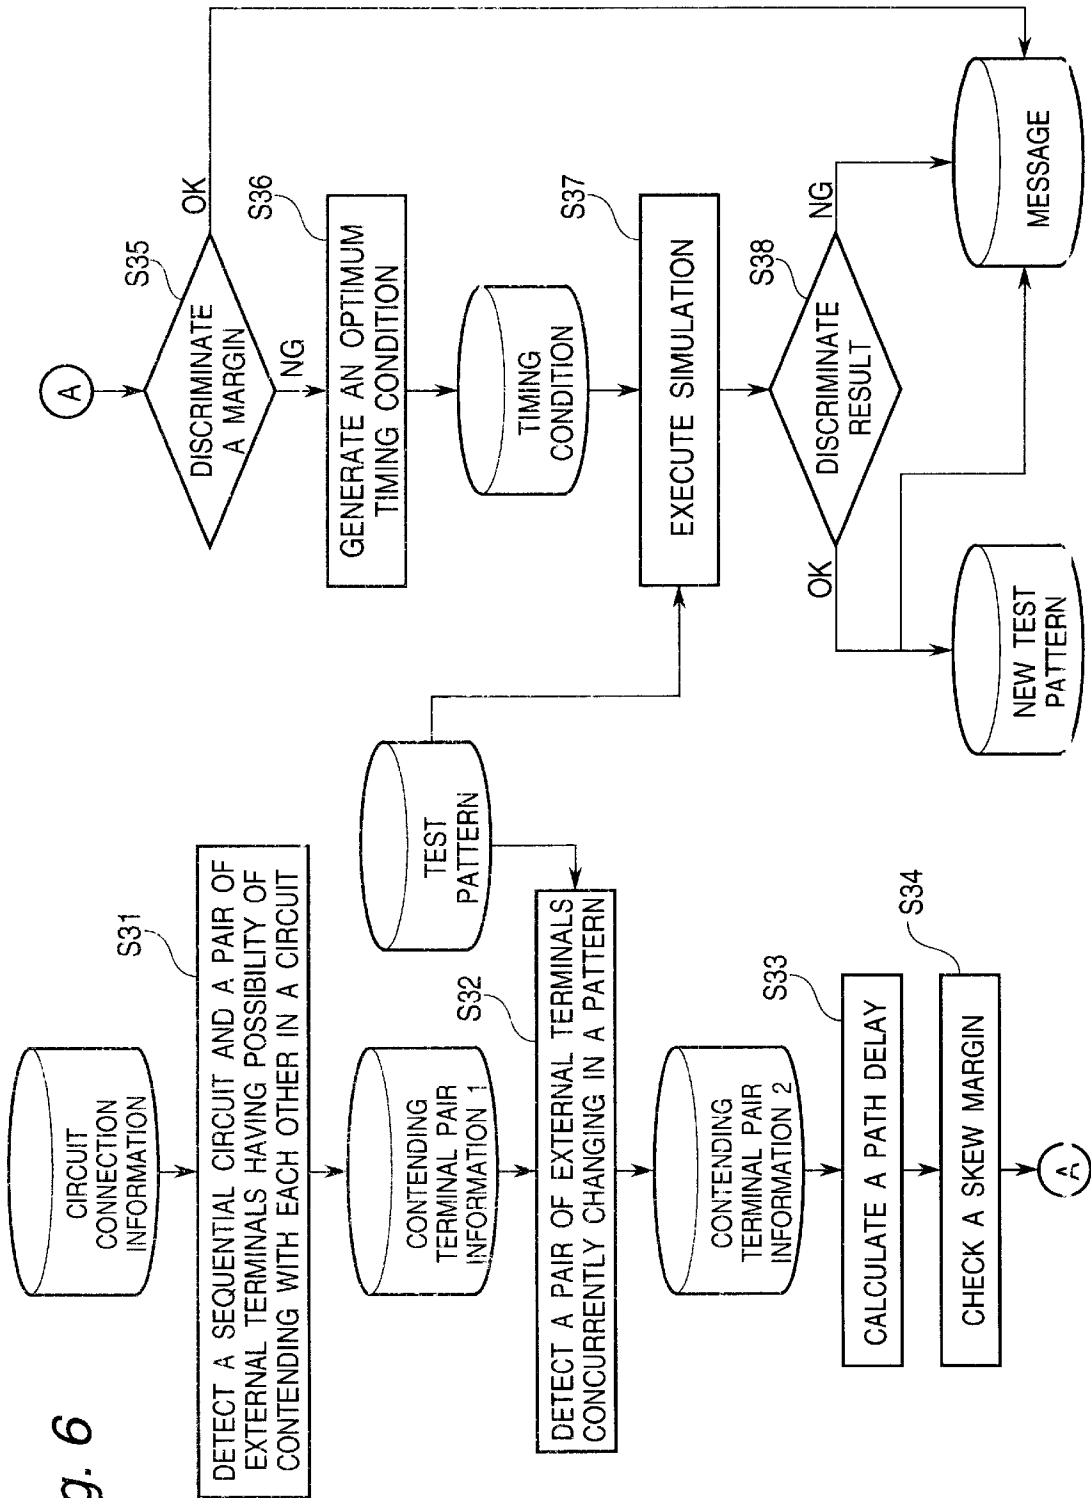 g. 6
CIRCUIT
CONNECTION
INFORMATION
S31
DETECT A SEQUENTIAL CIRCUIT AND A PAIR OF
EXTERNAL TERMINALS HAVING POSSIBILITY OF
CONTENDING WITH EACH OTHER IN A CIRCUIT
CONTENDING
TERMINAL PAIR
INFORMATION 1
TEST
PATTERN
S32
DETECT A PAIR OF EXTERNAL TERMINALS
CONCURRENTLY CHANGING IN A PATTERN
CONTENDING
TERMINAL PAIR
INFORMATION 2
S33
CALCULATE A PATH DELAY
S34
CHECK A SKEW MARGIN
A
A
S35
DISCRIMINATE
A MARGIN
OK
NG
S36
GENERATE AN OPTIMUM
TIMING CONDITION
TIMING
CONDITION
S37
EXECUTE SIMULATION
S38
DISCRIMINATE
RESULT
OK
NG
NEW TEST
PATTERN
MESSAGE